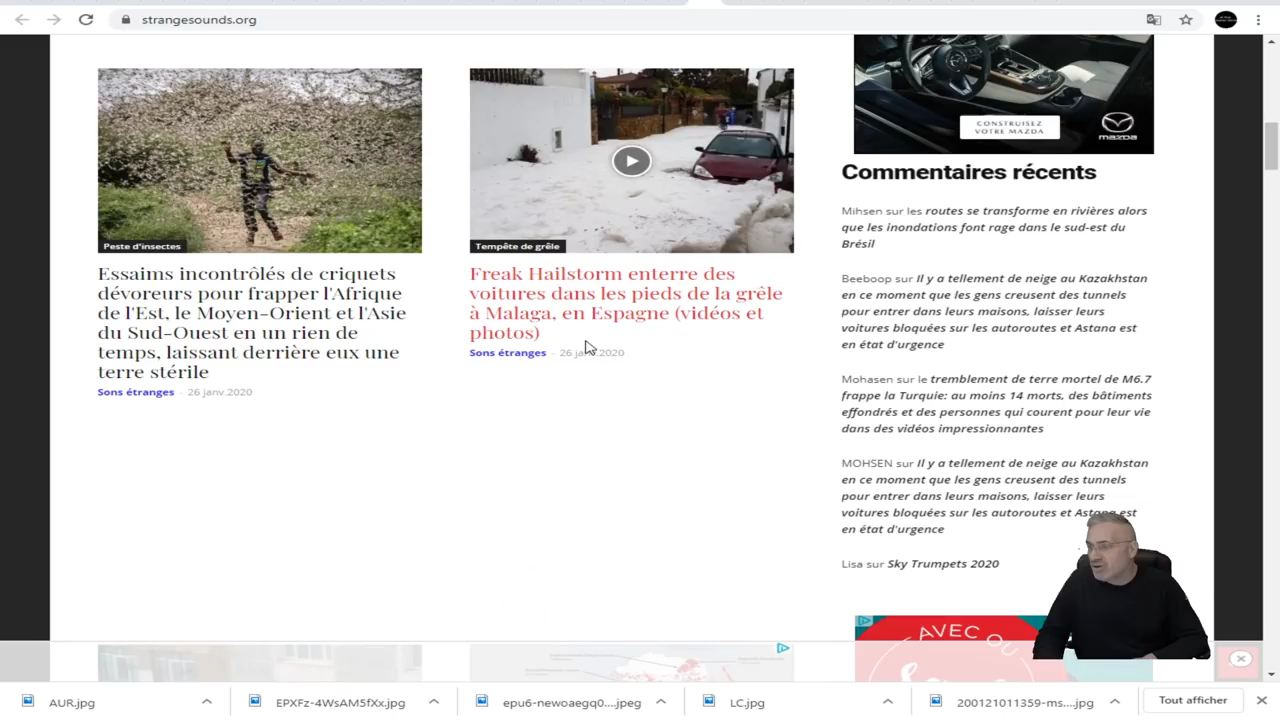 strangesounds.org
CONSTRUISEZ
VOTRE MAZDA
mazda
Peste d'insectes
Essaims incontrôlés de criquets
dévoreurs pour frapper l'Afrique
de l'Est, le Moyen-Orient et l'Asie
du Sud-Ouest en un rien de
temps, laissant derrière eux une
terre stérile
Sons étranges - 26 janv.2020
Tempête de grêle
Freak Hailstorm enterre des
voitures dans les pieds de la grêle
à Malaga, en Espagne (vidéos et
photos)
Sons étranges - 26 janv.2020
Commentaires récents
Mihsen sur les routes se transforme en rivières alors
que les inondations font rage dans le sud-est du
Brésil
Beeboop sur Il y a tellement de neige au Kazakhstan
en ce moment que les gens creusent des tunnels
pour entrer dans leurs maisons, laisser leurs
voitures bloquées sur les autoroutes et Astana est
en état d'urgence
Mohasen sur le tremblement de terre mortel de M6.7
frappe la Turquie: au moins 14 morts, des bâtiments
effondrés et des personnes qui courent pour leur vie
dans des vidéos impressionnantes
MOHSEN sur Il y a tellement de neige au Kazakhstan
en ce moment que les gens creusent des tunnels
pour entrer dans leurs maisons, laisser leurs
voitures bloquées sur les autoroutes et Astana est
en état d'urgence
Lisa sur Sky Trumpets 2020
AVEC OU
AUR.jpg
EPXFz-4WsAM5fXx.jpg
epu6-newoaegq0....jpeg
LC.jpg
200121011359-ms....jpg
Tout afficher